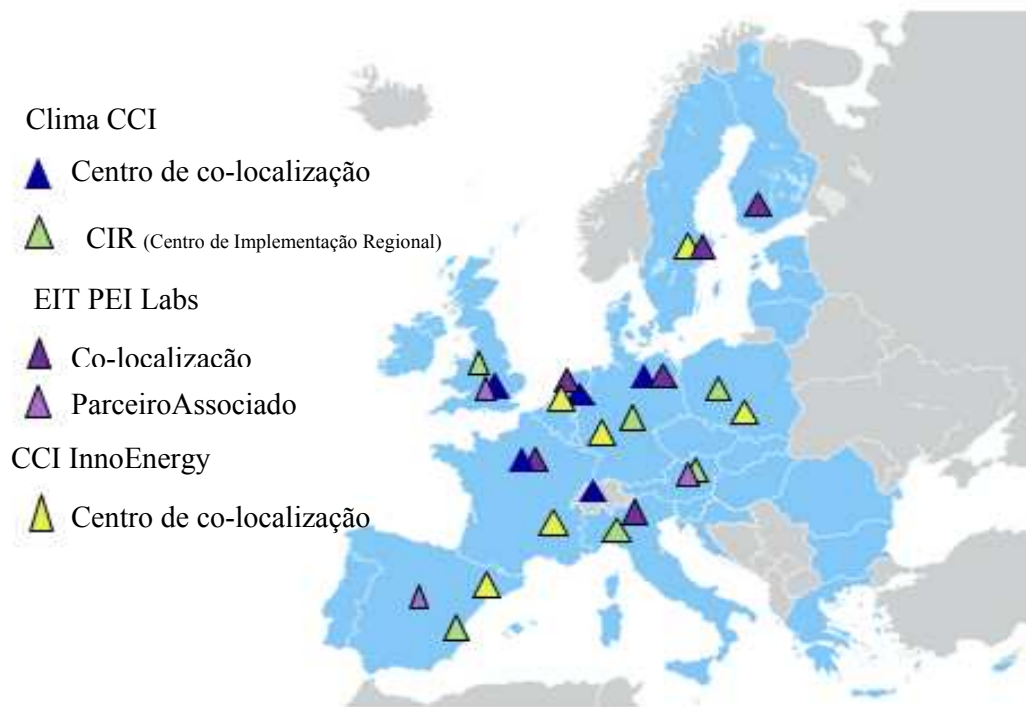 Clima CCI
Centro de co-localização
CIR (Centro de Implementação Regional)
EIT PEI Labs
Co-localização
ParceiroAssociado
CCI InnoEnergy
Centro de co-localização